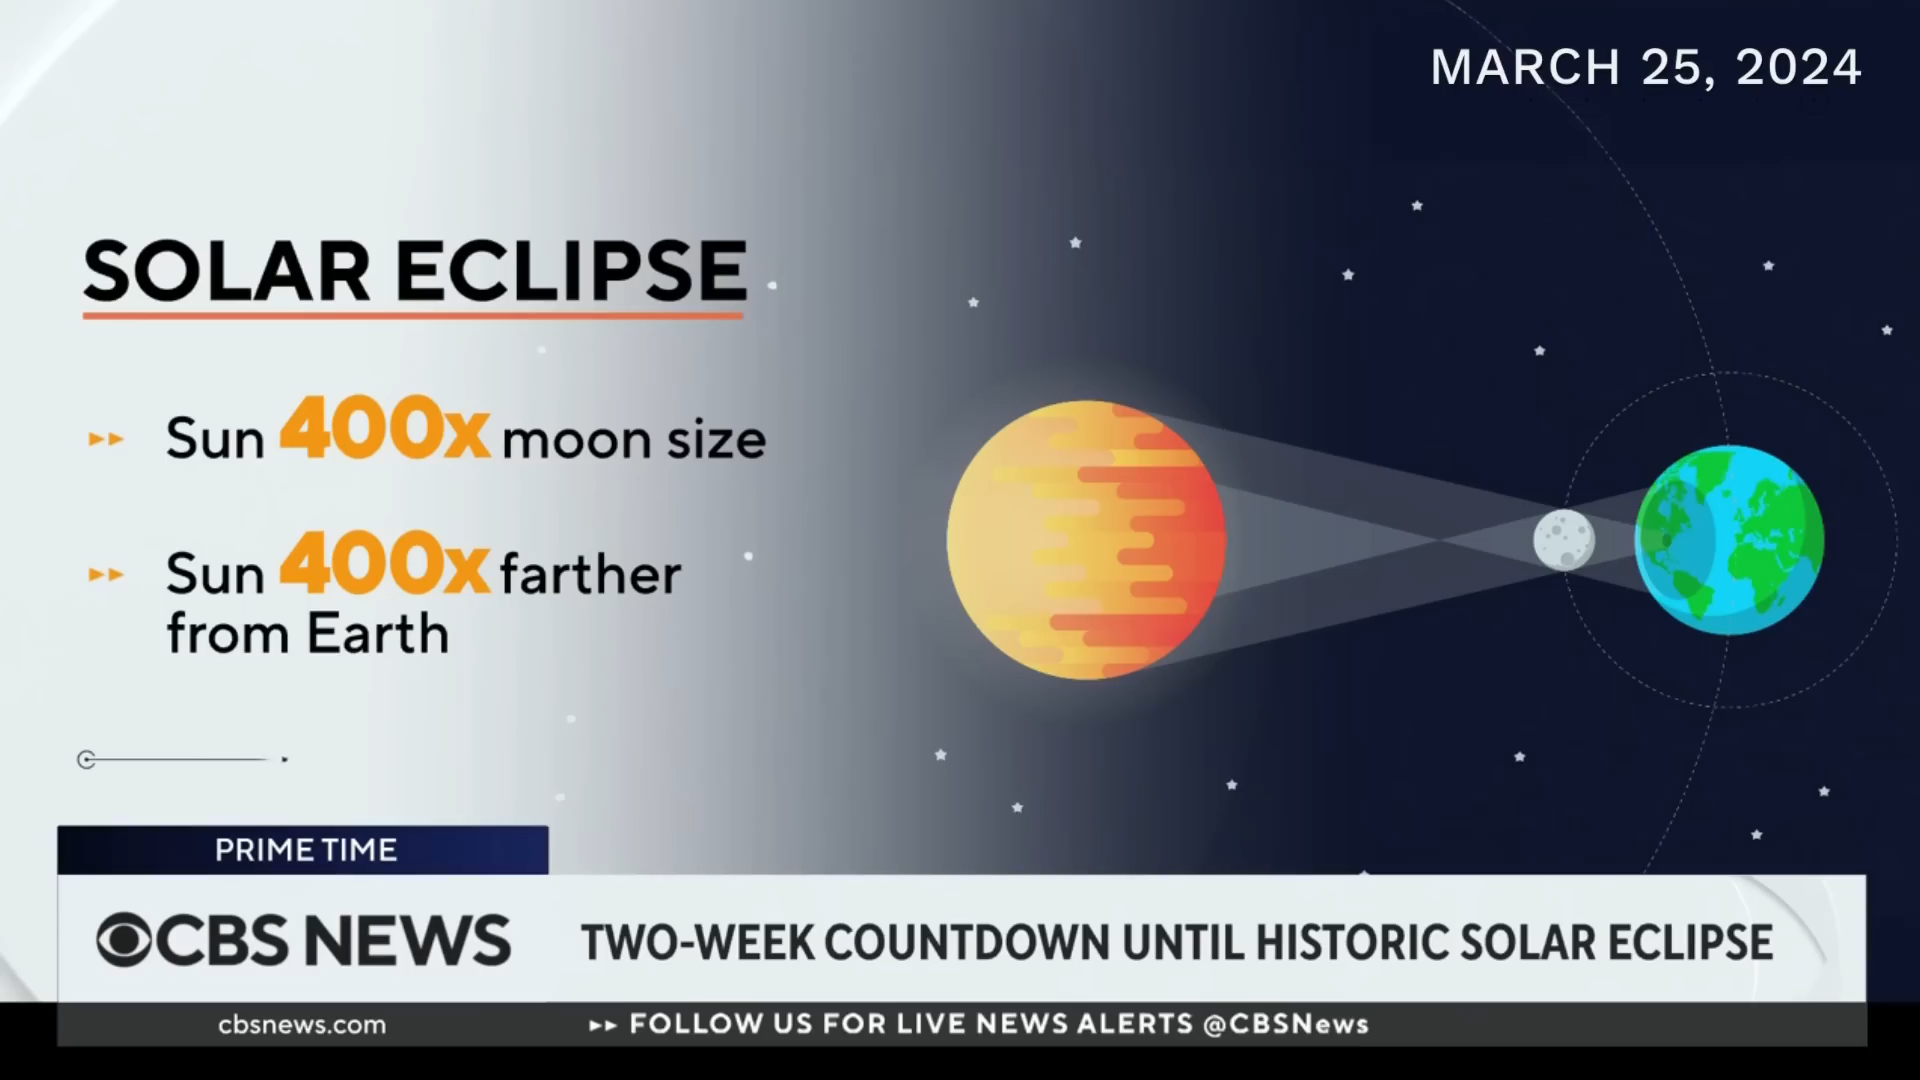 MARCH 25, 2024
SOLAR ECLIPSE
Sun 400x moon size
Sun 400x farther
from Earth
PRIME TIME
CBS NEWS
TWO-WEEK COUNTDOWN UNTIL HISTORIC SOLAR ECLIPSE
cbsnews.com
FOLLOW US FOR LIVE NEWS ALERTS @CBSNews